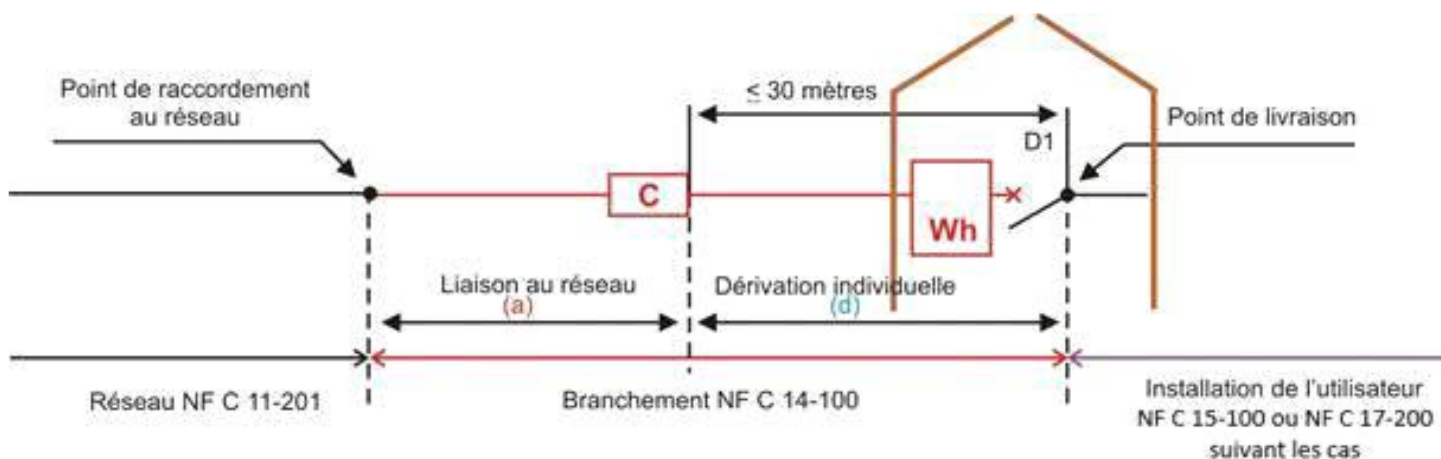 Point de raccordement
au réseau
≤ 30 mètres
Point de livraison
D1
C
Wh
Liaison au réseau
(a)
Dérivation individuelle
(d)
Réseau NF C 11-201
Branchement NF C 14-100
Installation de l'utilisateur
NF C 15-100 ou NF C 17-200
suivant les cas